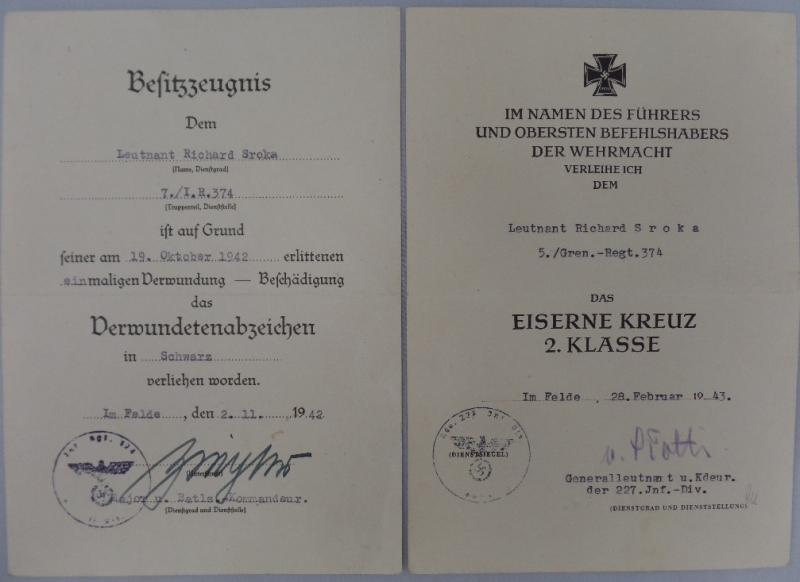 Besitzzeugnis
Dem
Leutnant Richard Sroka
(Name, Dienstgrad)
7./I.R.374
(Truppenteil, Dienststelle)
ist auf Grund
seiner am 19. Oktober 1942 erlittenen
einmaligen Verwundung — Beschädigung
das
Verwundetenabzeichen
in Schwarz
verliehen worden.
Im Felde, den 2.11. 1942
Major u. Batls.-Kommandeur.
(Dienstgrad und Dienststelle)
IM NAMEN DES FÜHRERS
UND OBERSTEN BEFEHLSHABERS
DER WEHRMACHT
VERLEIHE ICH
DEM
Leutnant Richard S r o k a
5./Gren.-Regt.374
DAS
EISERNE KREUZ
2. KLASSE
Im Felde, 28.Februar 1943.
(DIENSTSIEGEL)
Generalleutnant u.Kdeur.
der 227.Jnf.-Div.
(DIENSTGRAD UND DIENSTSTELLUNG)